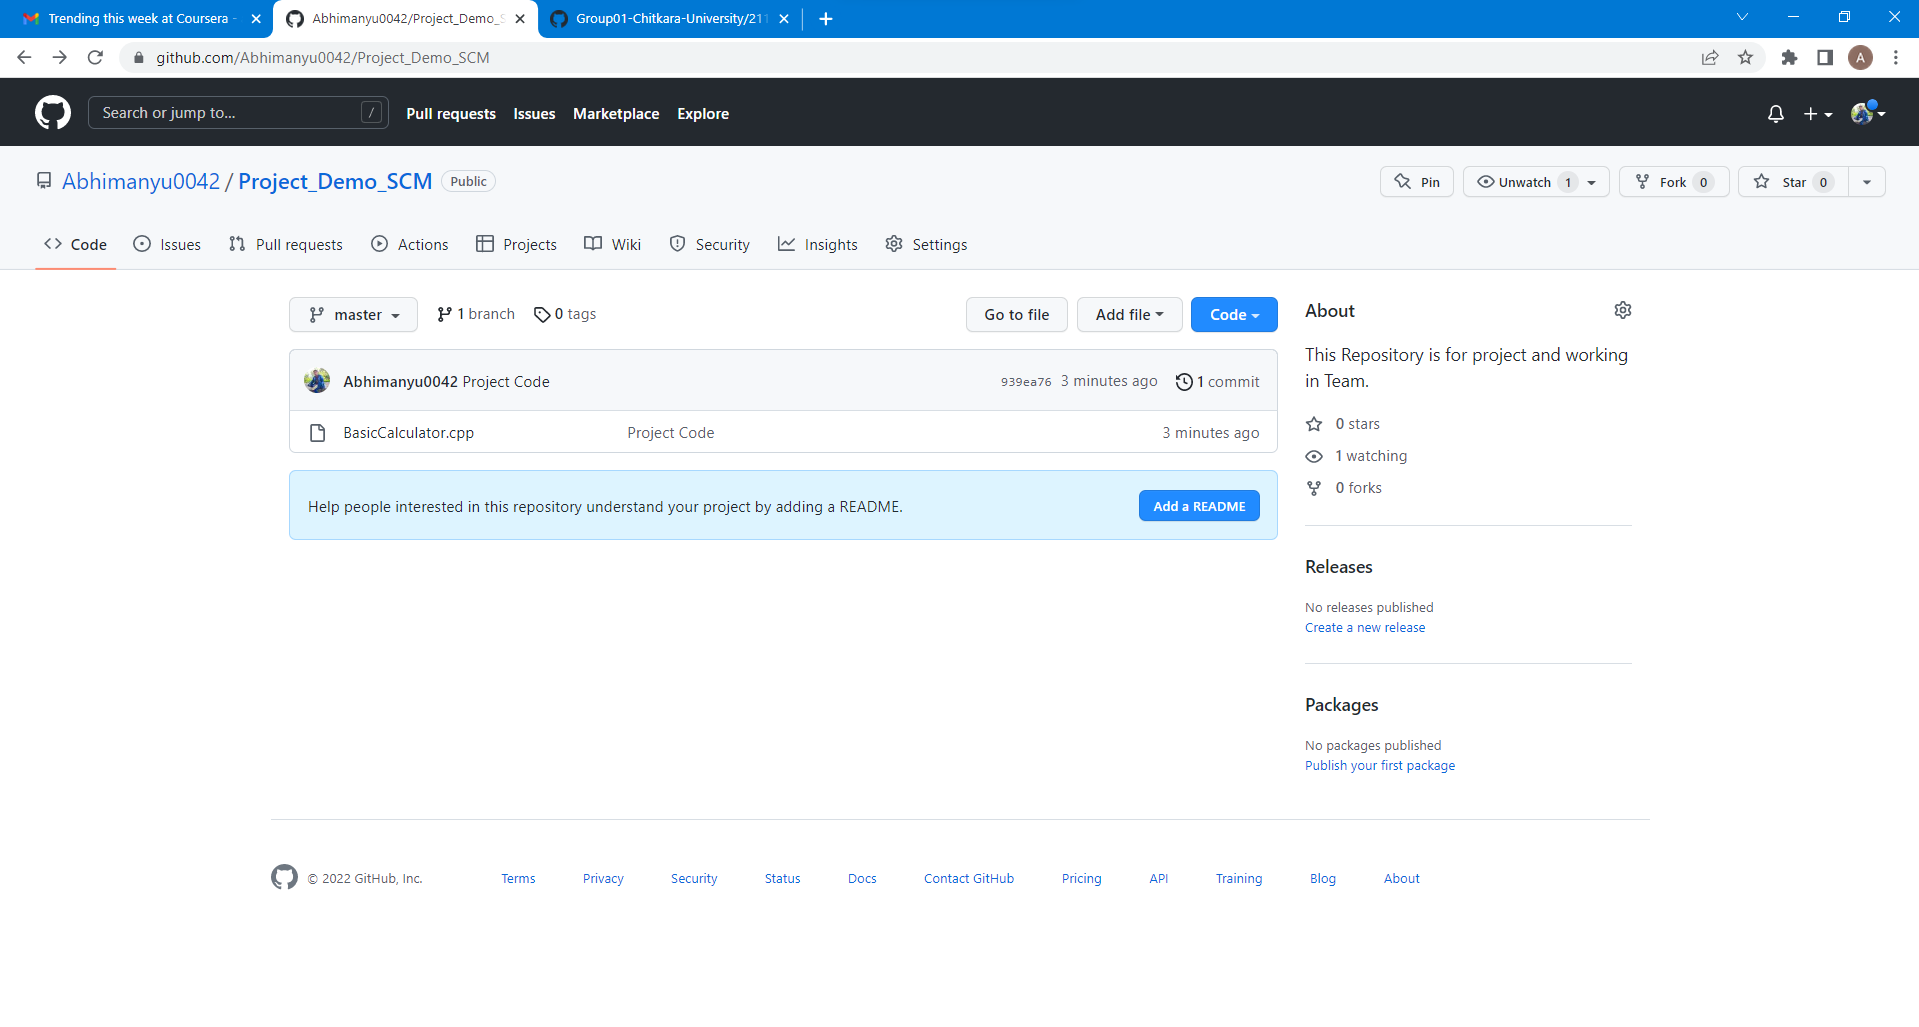 Trending this week at Coursera -
Abhimanyu0042/Project_Demo_S
Group01-Chitkara-University/211
github.com/Abhimanyu0042/Project_Demo_SCM
A
Search or jump to...
/
Pull requests
Issues
Marketplace
Explore
Abhimanyu0042 / Project_Demo_SCM
Public
Pin
Unwatch 1
Fork 0
Star 0
Code
Issues
Pull requests
Actions
Projects
Wiki
Security
Insights
Settings
master
1 branch
0 tags
Go to file
Add file
Code
Abhimanyu0042 Project Code
939ea76 3 minutes ago
1 commit
BasicCalculator.cpp
Project Code
3 minutes ago
Help people interested in this repository understand your project by adding a README.
Add a README
About
This Repository is for project and working
in Team.
0 stars
1 watching
0 forks
Releases
No releases published
Create a new release
Packages
No packages published
Publish your first package
© 2022 GitHub, Inc.
Terms
Privacy
Security
Status
Docs
Contact GitHub
Pricing
API
Training
Blog
About